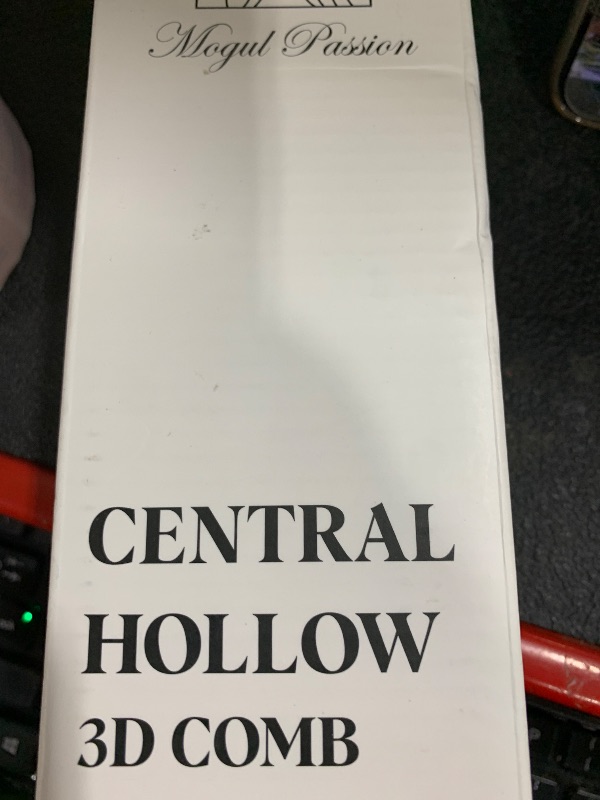 Mogul Passion
CENTRAL
HOLLOW
3D COMB